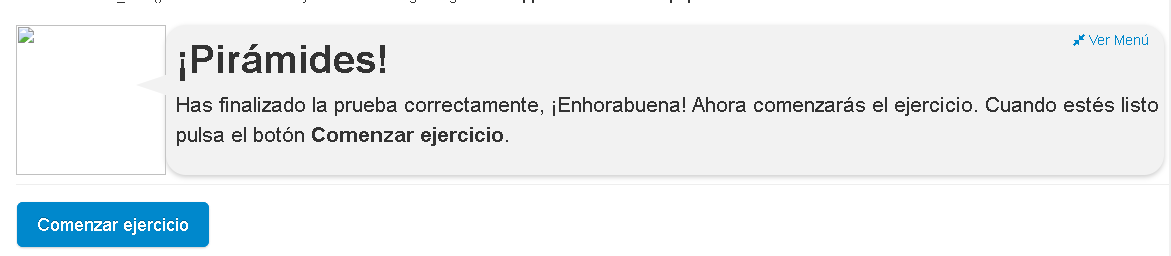 Ver Menú
¡Pirámides!
Has finalizado la prueba correctamente, ¡Enhorabuena! Ahora comenzarás el ejercicio. Cuando estés listo
pulsa el botón Comenzar ejercicio.
Comenzar ejercicio